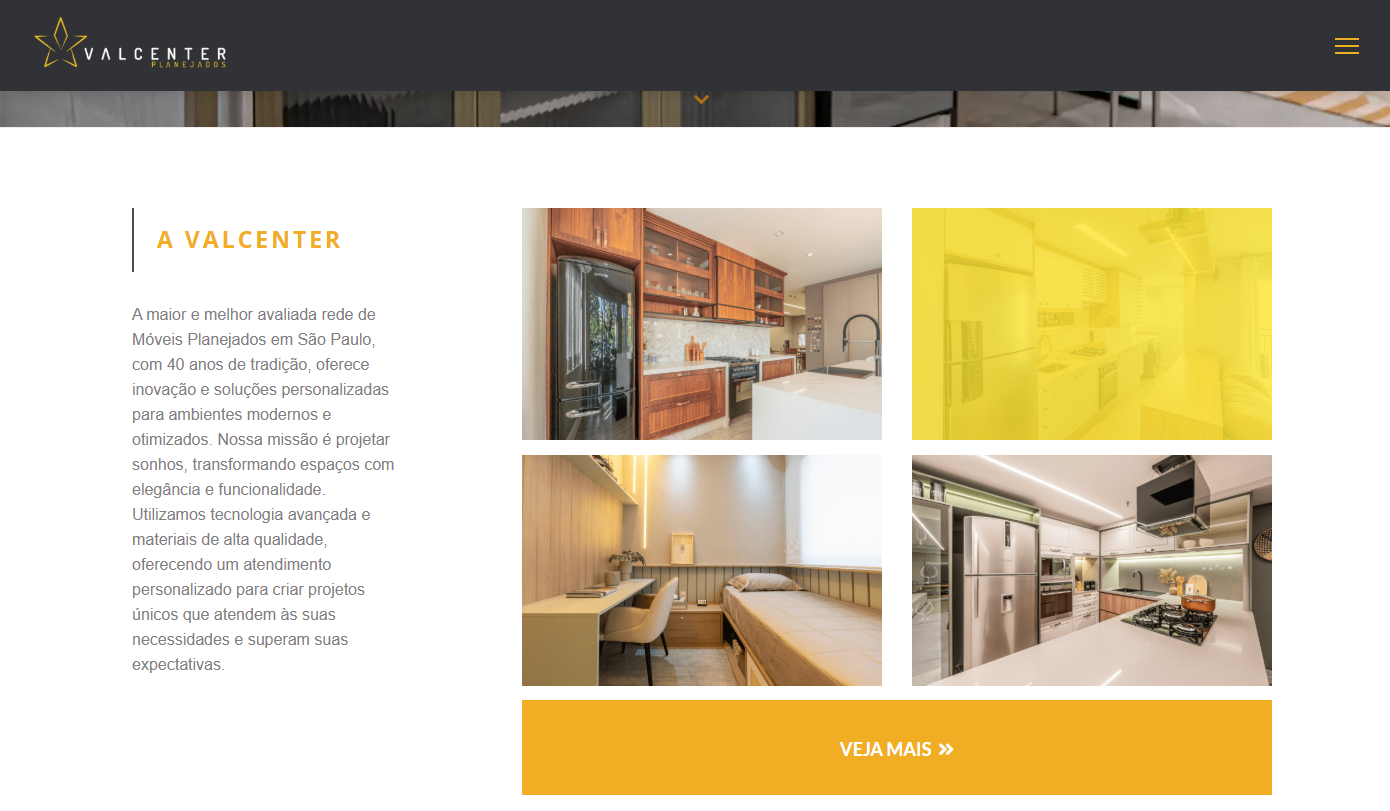 VALCENTER
PLANEJADOS
A VALCENTER
A maior e melhor avaliada rede de
Móveis Planejados em São Paulo,
com 40 anos de tradição, oferece
inovação e soluções personalizadas
para ambientes modernos e
otimizados. Nossa missão é projetar
sonhos, transformando espaços com
elegância e funcionalidade.
Utilizamos tecnologia avançada e
materiais de alta qualidade,
oferecendo um atendimento
personalizado para criar projetos
únicos que atendem às suas
necessidades e superam suas
expectativas.
VEJA MAIS »